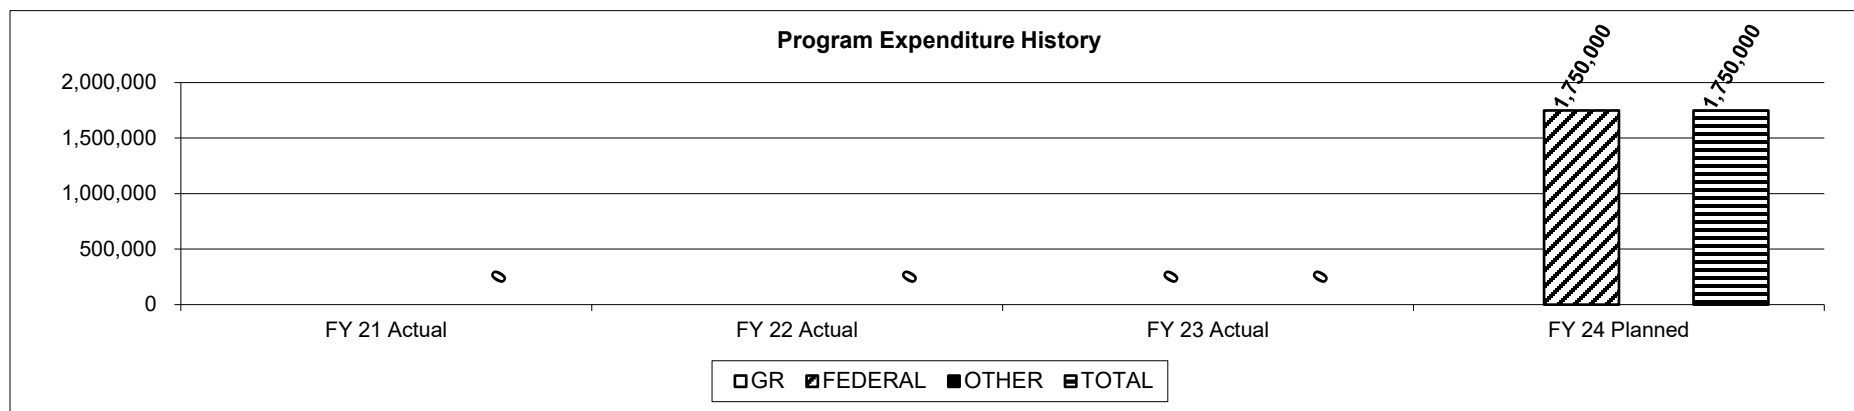 Program Expenditure History
1,750,000 1,750,000
2,000,000
1,500,000
1,000,000
500,000
0 0 0 0
0
FY 21 Actual FY 22 Actual FY 23 Actual FY 24 Planned
GR FEDERAL OTHER TOTAL